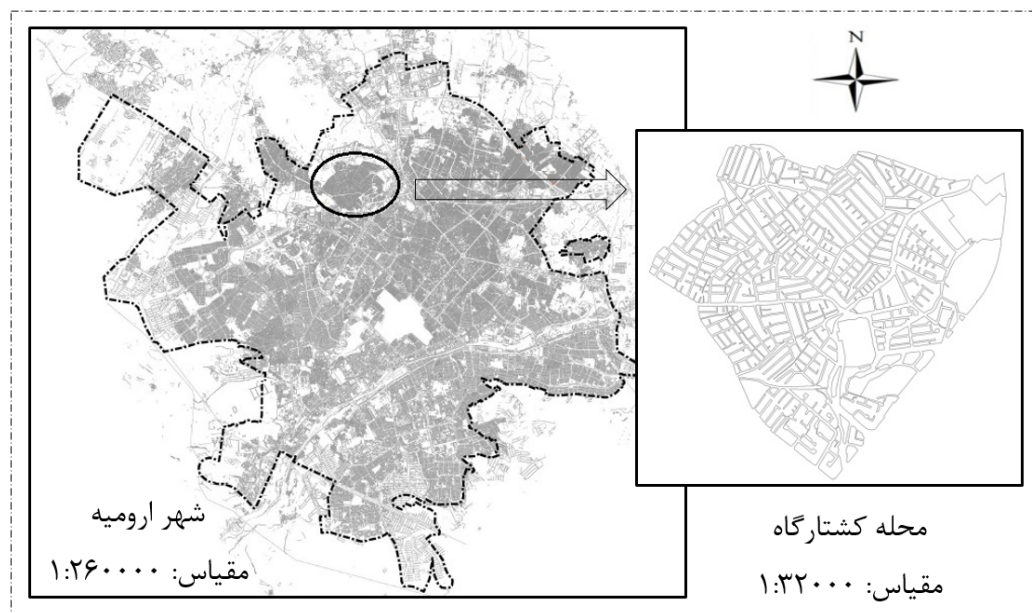 N
شهر ارومیه
مقیاس: ۱:۲۶۰۰۰۰
محله کشتارگاه
مقیاس: ۱:۳۲۰۰۰